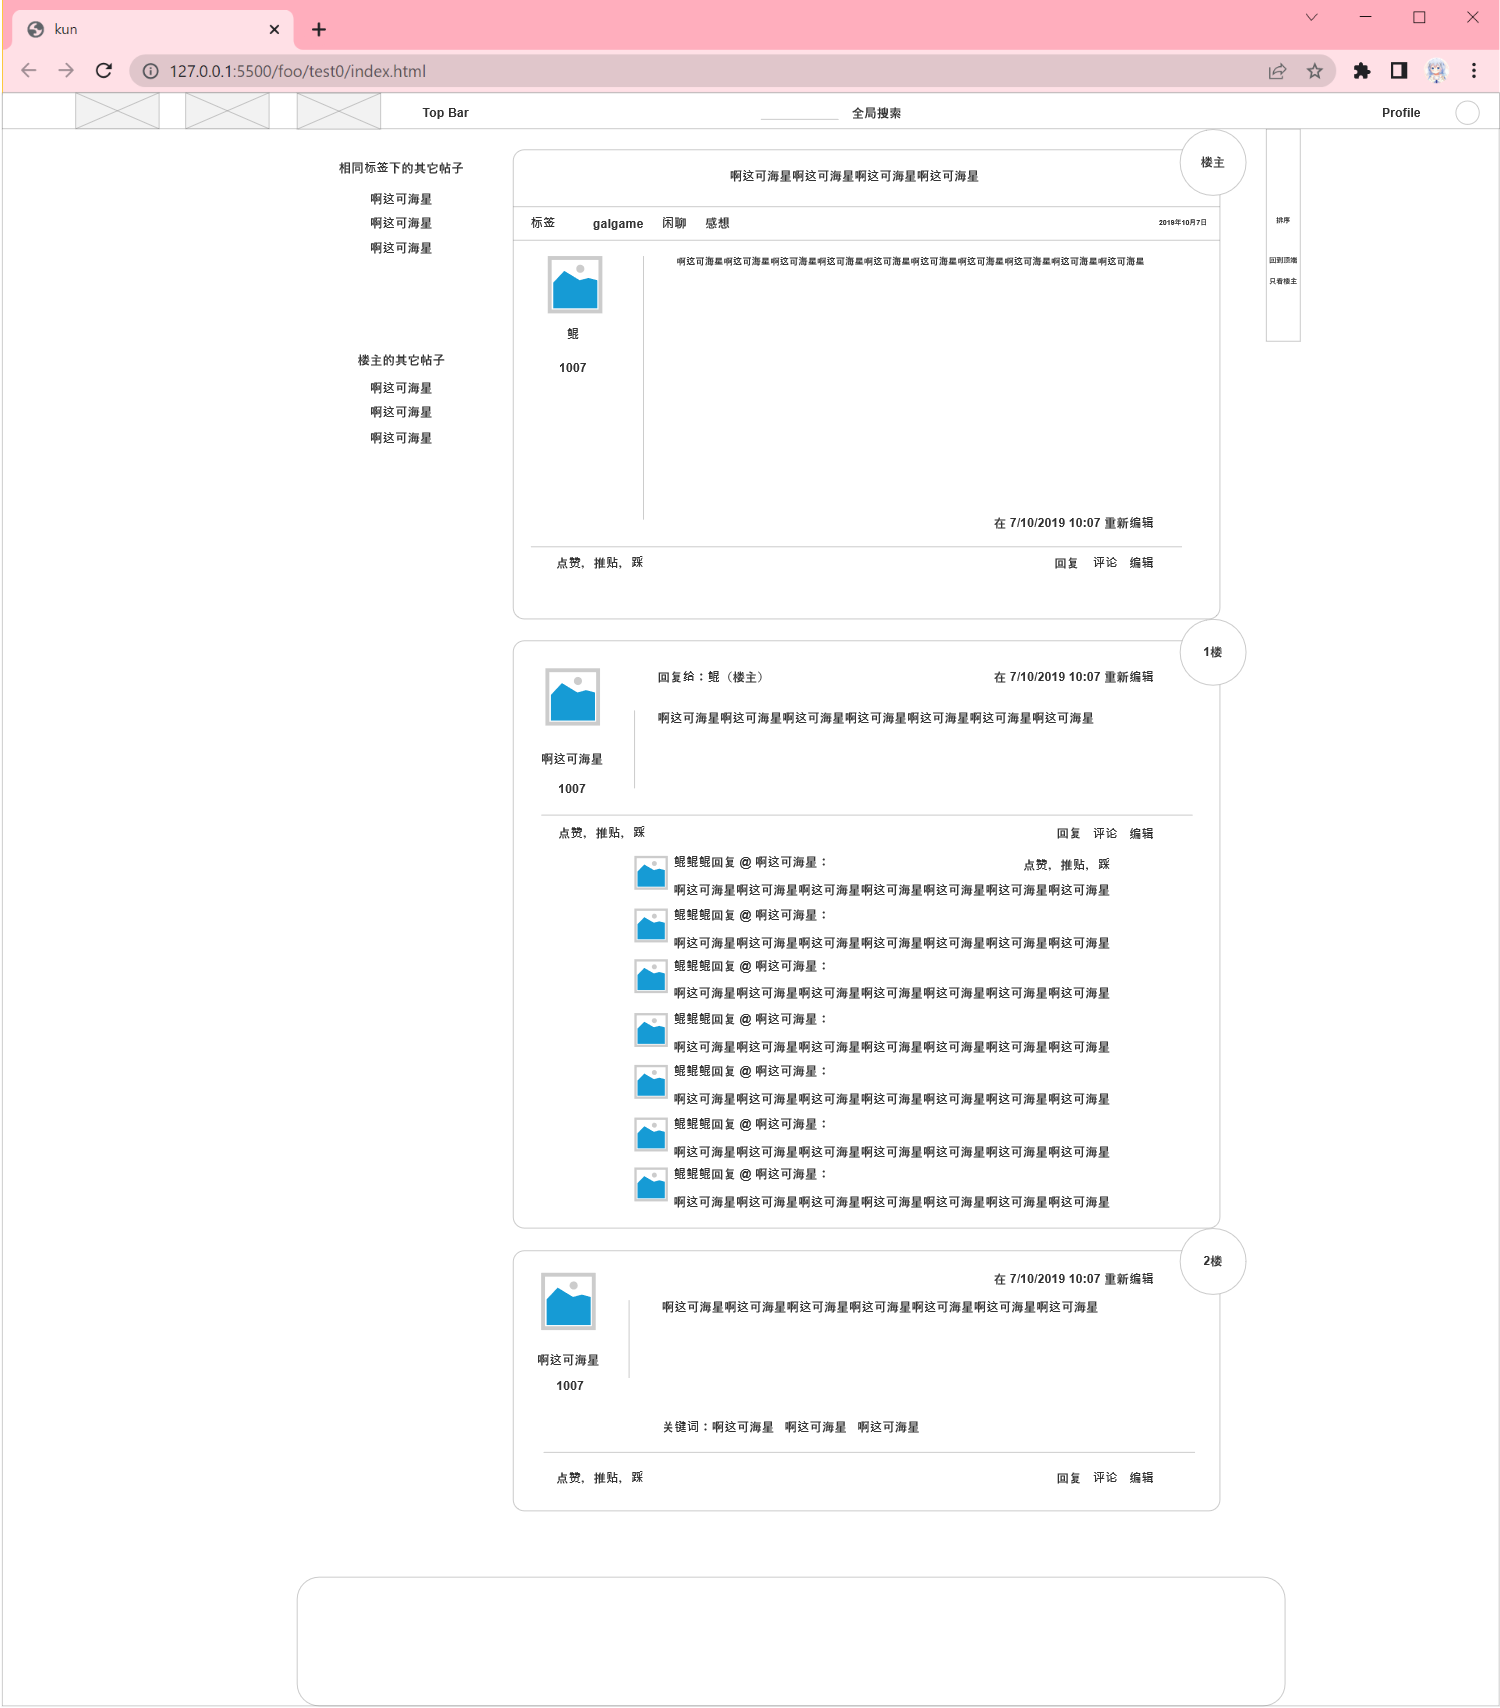 kun
127.0.0.1:5500/foo/test0/index.html
Top Bar
全局搜索
Profile
相同标签下的其它帖子
啊这可海星
啊这可海星
啊这可海星
楼主的其它帖子
啊这可海星
啊这可海星
啊这可海星
楼主
啊这可海星啊这可海星啊这可海星啊这可海星
标签 galgame 闲聊 感想 2019年10月7日
鲲
1007
啊这可海星啊这可海星啊这可海星啊这可海星啊这可海星啊这可海星啊这可海星啊这可海星啊这可海星啊这可海星
在 7/10/2019 10:07 重新编辑
点赞，推贴，踩 回复 评论 编辑
排序
回到顶端
只看楼主
1楼
回复给：鲲（楼主） 在 7/10/2019 10:07 重新编辑
啊这可海星啊这可海星啊这可海星啊这可海星啊这可海星啊这可海星啊这可海星
啊这可海星
1007
点赞，推贴，踩 回复 评论 编辑
鲲鲲鲲回复 @ 啊这可海星： 点赞，推贴，踩
啊这可海星啊这可海星啊这可海星啊这可海星啊这可海星啊这可海星啊这可海星
鲲鲲鲲回复 @ 啊这可海星：
啊这可海星啊这可海星啊这可海星啊这可海星啊这可海星啊这可海星啊这可海星
鲲鲲鲲回复 @ 啊这可海星：
啊这可海星啊这可海星啊这可海星啊这可海星啊这可海星啊这可海星啊这可海星
鲲鲲鲲回复 @ 啊这可海星：
啊这可海星啊这可海星啊这可海星啊这可海星啊这可海星啊这可海星啊这可海星
鲲鲲鲲回复 @ 啊这可海星：
啊这可海星啊这可海星啊这可海星啊这可海星啊这可海星啊这可海星啊这可海星
鲲鲲鲲回复 @ 啊这可海星：
啊这可海星啊这可海星啊这可海星啊这可海星啊这可海星啊这可海星啊这可海星
鲲鲲鲲回复 @ 啊这可海星：
啊这可海星啊这可海星啊这可海星啊这可海星啊这可海星啊这可海星啊这可海星
2楼
在 7/10/2019 10:07 重新编辑
啊这可海星啊这可海星啊这可海星啊这可海星啊这可海星啊这可海星啊这可海星
啊这可海星
1007
关键词：啊这可海星 啊这可海星 啊这可海星
点赞，推贴，踩 回复 评论 编辑